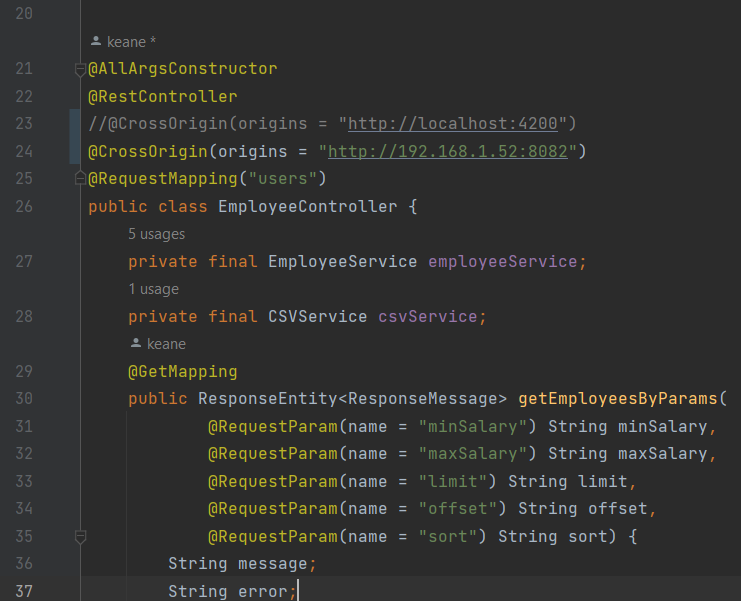 20
keane *
21 @AllArgsConstructor
22 @RestController
23 //@CrossOrigin(origins = "http://localhost:4200")
24 @CrossOrigin(origins = "http://192.168.1.52:8082")
25 @RequestMapping("users")
26 public class EmployeeController {
5 usages
27 private final EmployeeService employeeService;
1 usage
28 private final CSVService csvService;
keane
29 @GetMapping
30 public ResponseEntity<ResponseMessage> getEmployeesByParams(
31 @RequestParam(name = "minSalary") String minSalary,
32 @RequestParam(name = "maxSalary") String maxSalary,
33 @RequestParam(name = "limit") String limit,
34 @RequestParam(name = "offset") String offset,
35 @RequestParam(name = "sort") String sort) {
36 String message;
37 String error;